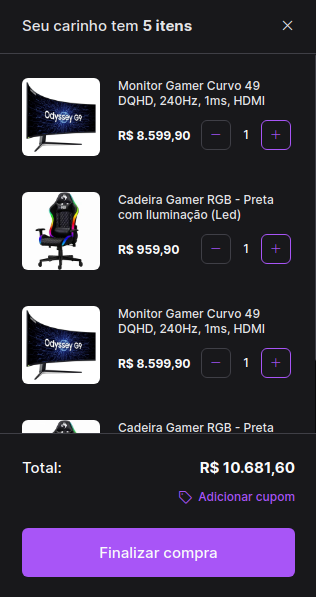 Seu carinho tem 5 itens
Monitor Gamer Curvo 49
DQHD, 240Hz, 1ms, HDMI
Odyssey G9
R$ 8.599,90
1
Cadeira Gamer RGB - Preta
com Iluminação (Led)
R$ 959,90
1
Monitor Gamer Curvo 49
DQHD, 240Hz, 1ms, HDMI
Odyssey G9
R$ 8.599,90
1
Cadeira Gamer RGB - Preta
Total: R$ 10.681,60
Adicionar cupom
Finalizar compra